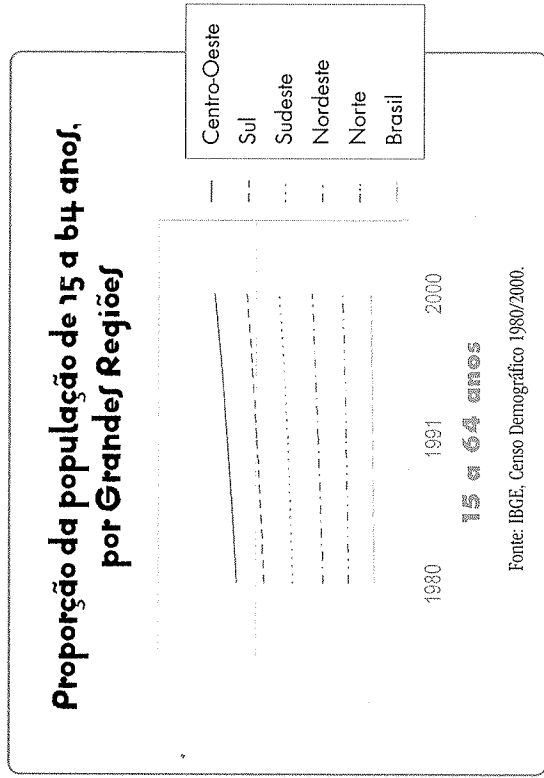 Proporção da população de 15 a 64 anos,
por Grandes Regiões
Centro-Oeste
Sul
Sudeste
Nordeste
Norte
Brasil
1980
1991
2000
15 a 64 anos
Fonte: IBGE, Censo Demográfico 1980/2000.